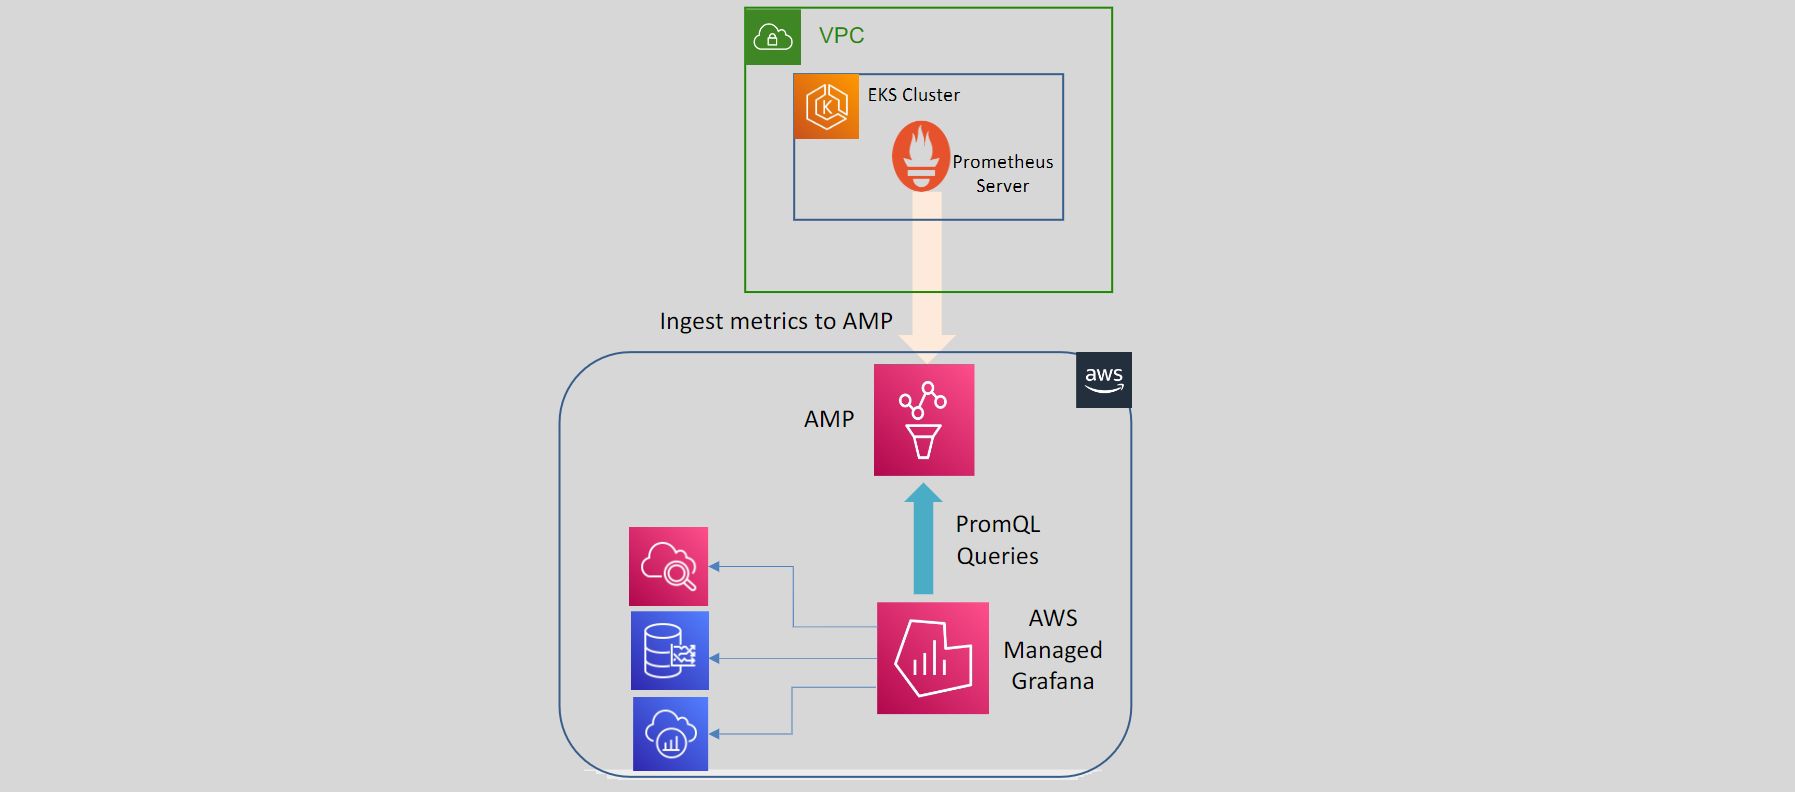 VPC
EKS Cluster
K
Prometheus
Server
Ingest metrics to AMP
aws
AMP
PromQL
Queries
AWS
Managed
Grafana